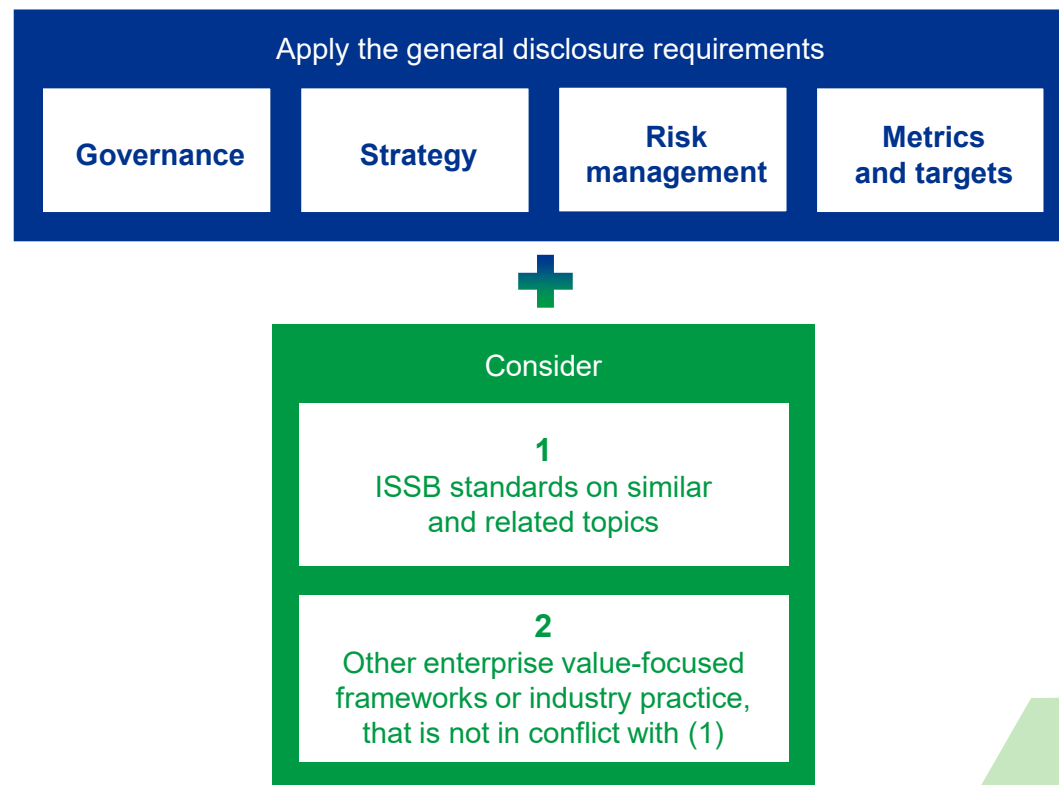 Apply the general disclosure requirements
Governance
Strategy
Risk
management
Metrics
and targets
Consider
1
ISSB standards on similar
and related topics
2
Other enterprise value-focused
frameworks or industry practice,
that is not in conflict with (1)